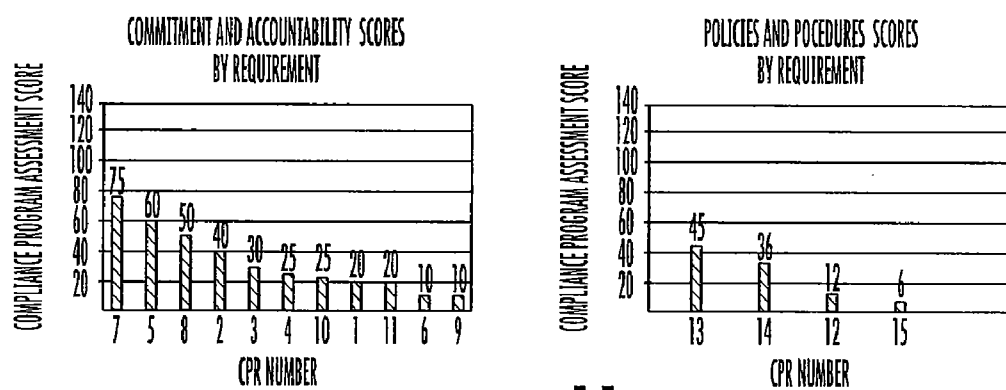 COMMITMENT AND ACCOUNTABILITY SCORES
BY REQUIREMENT
COMPLIANCE PROGRAM ASSESSMENT SCORE
140
120
100
80
60
40
20
75 60 50 40 30 25 25 20 20 10 10
7 5 8 2 3 4 10 1 11 6 9
CPR NUMBER
POLICIES AND POCEDURES SCORES
BY REQUIREMENT
COMPLIANCE PROGRAM ASSESSMENT SCORE
140
120
100
80
60
40
20
45 36 12 6
13 14 12 15
CPR NUMBER